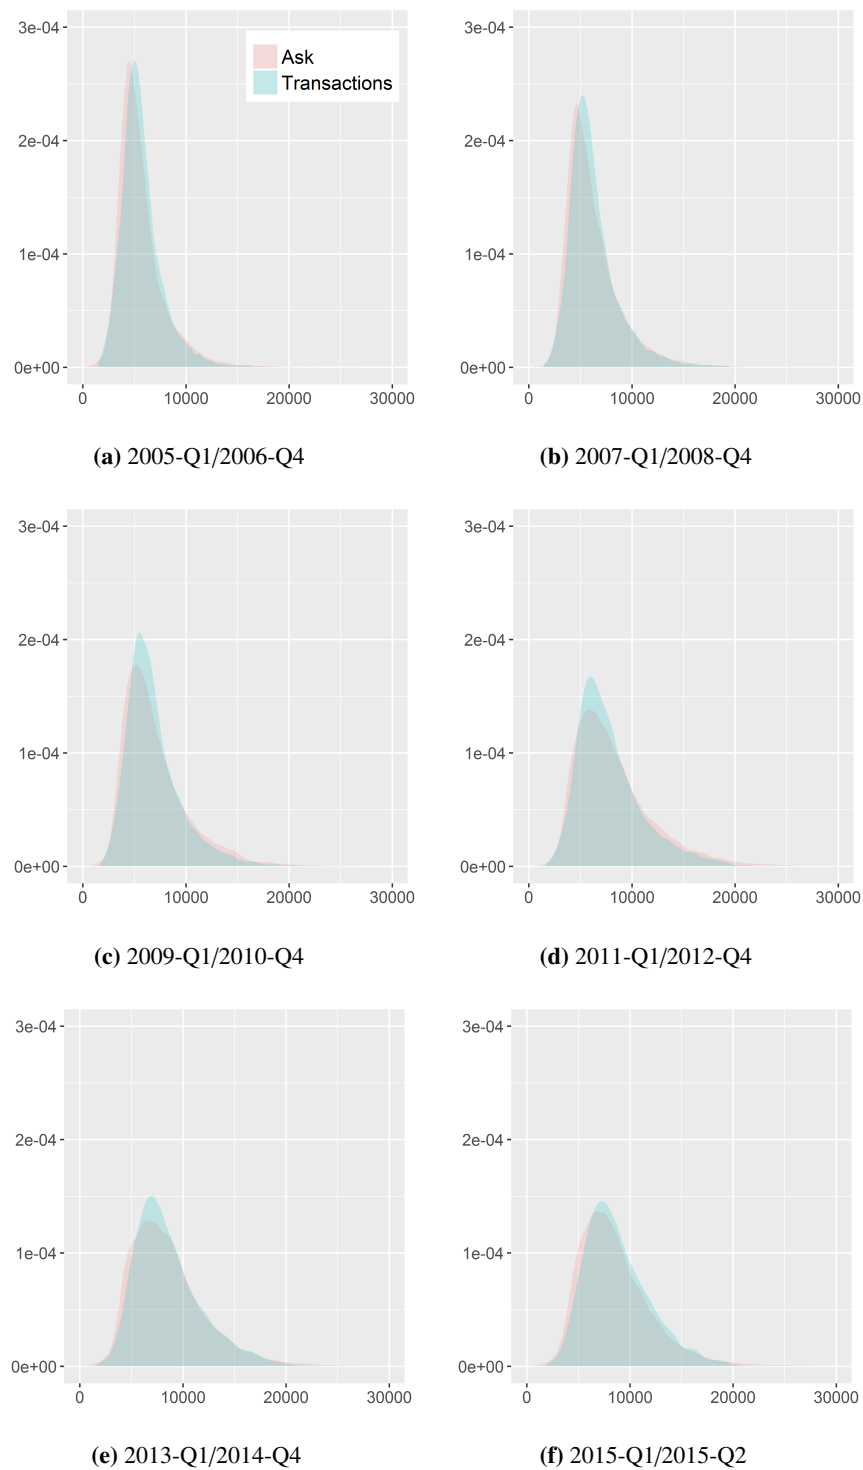 3e-04
2e-04
1e-04
0e+00
0 10000 20000 30000
Ask
Transactions
(a) 2005-Q1/2006-Q4
3e-04
2e-04
1e-04
0e+00
0 10000 20000 30000
(b) 2007-Q1/2008-Q4
3e-04
2e-04
1e-04
0e+00
0 10000 20000 30000
(c) 2009-Q1/2010-Q4
3e-04
2e-04
1e-04
0e+00
0 10000 20000 30000
(d) 2011-Q1/2012-Q4
3e-04
2e-04
1e-04
0e+00
0 10000 20000 30000
(e) 2013-Q1/2014-Q4
3e-04
2e-04
1e-04
0e+00
0 10000 20000 30000
(f) 2015-Q1/2015-Q2